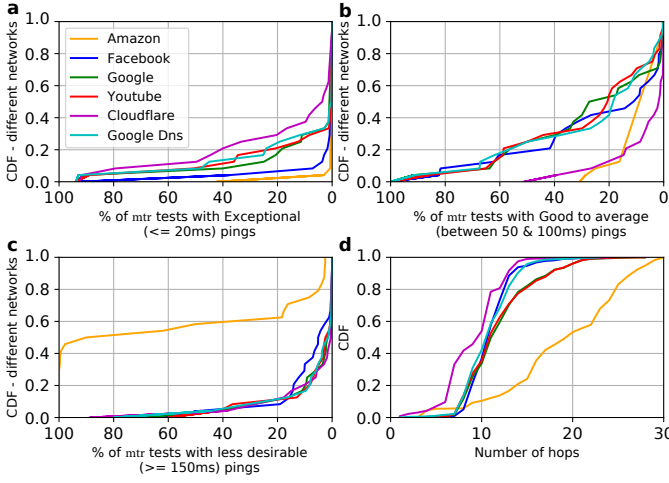 a
CDF - different networks
1.0
0.8
0.6
0.4
0.2
0.0
Amazon
Facebook
Google
Youtube
Cloudflare
Google Dns
100 80 60 40 20 0
% of mtr tests with Exceptional
(<= 20ms) pings
b
CDF - different networks
1.0
0.8
0.6
0.4
0.2
0.0
100 80 60 40 20 0
% of mtr tests with Good to average
(between 50 & 100ms) pings
c
CDF - different networks
1.0
0.8
0.6
0.4
0.2
0.0
100 80 60 40 20 0
% of mtr tests with less desirable
(>= 150ms) pings
d
CDF
1.0
0.8
0.6
0.4
0.2
0.0
0 10 20 30
Number of hops